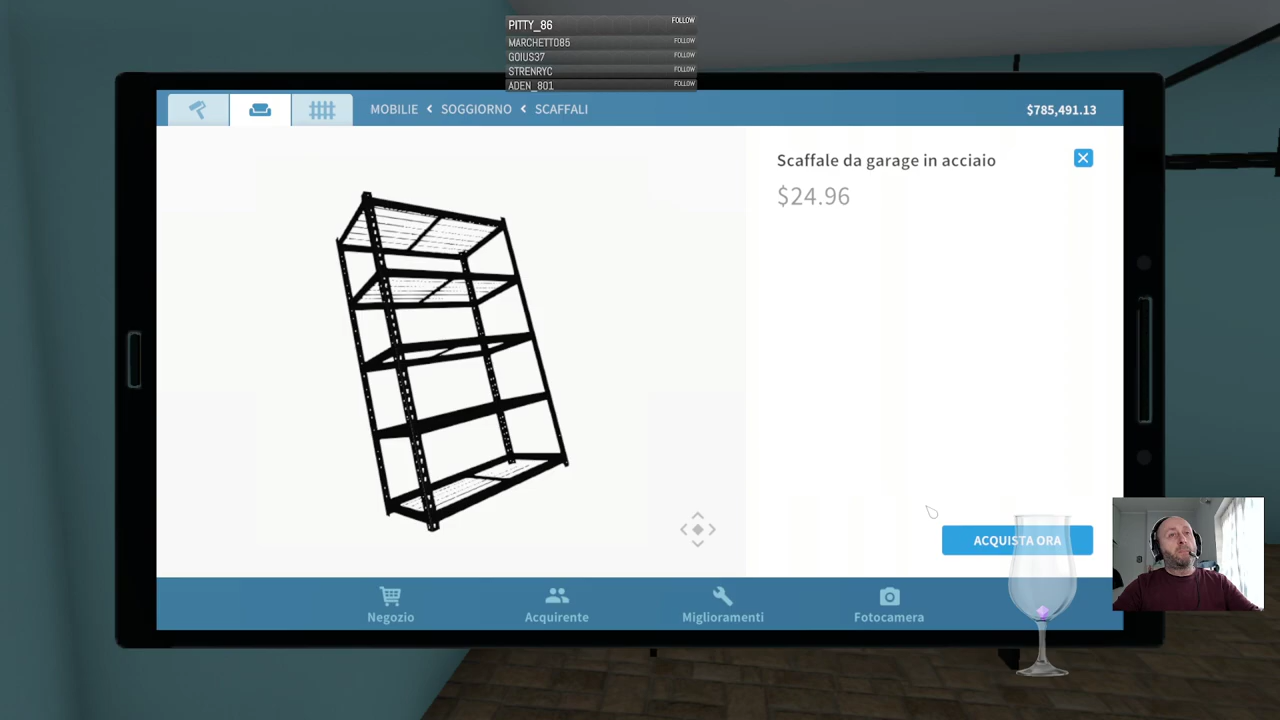 PITTY_86 FOLLOW
MARCHETTO85 FOLLOW
GOIUS37 FOLLOW
STRENRYC FOLLOW
ADEN_801 FOLLOW
MOBILIE < SOGGIORNO < SCAFFALI
$785,491.13
Scaffale da garage in acciaio
$24.96
ACQUISTA ORA
Negozio
Acquirente
Miglioramenti
Fotocamera